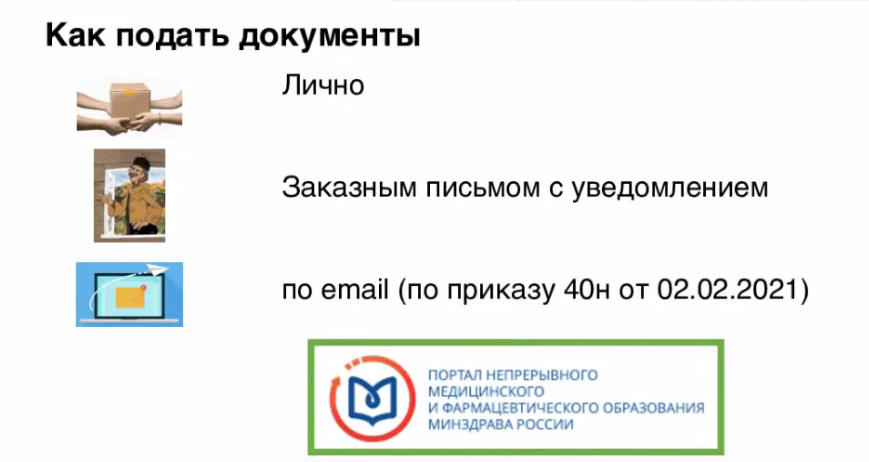 Как подать документы
Лично
Заказным письмом с уведомлением
по email (по приказу 40н от 02.02.2021)
ПОРТАЛ НЕПРЕРЫВНОГО
МЕДИЦИНСКОГО
И ФАРМАЦЕВТИЧЕСКОГО ОБРАЗОВАНИЯ
МИНЗДРАВА РОССИИ